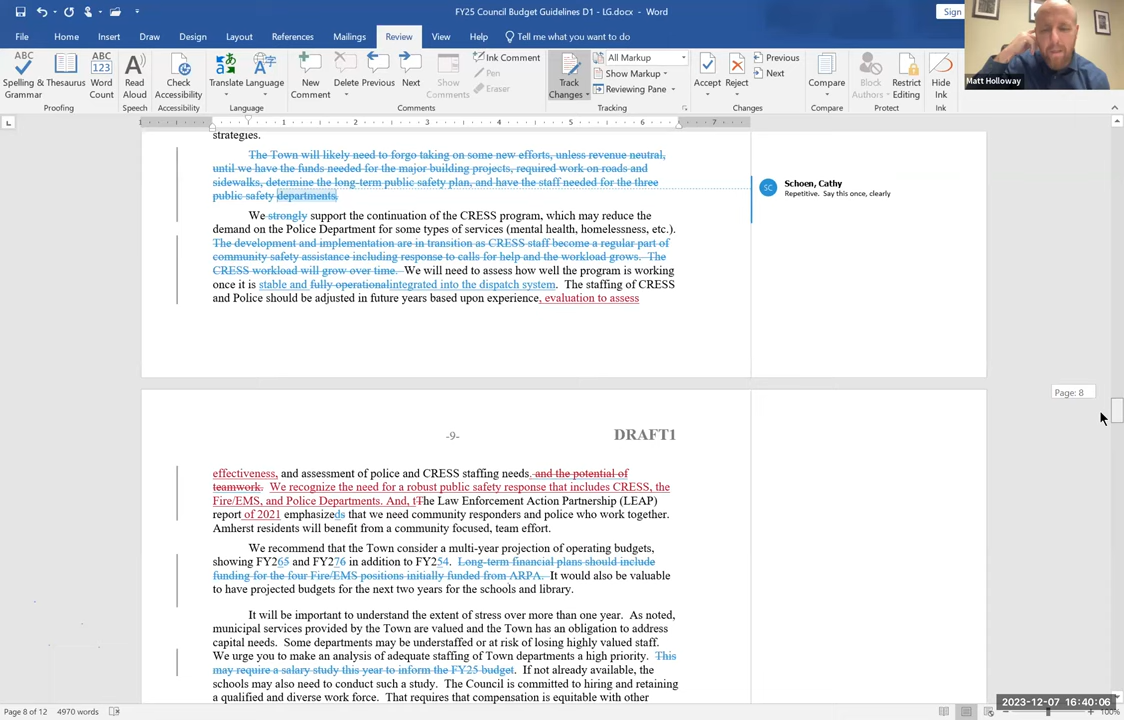 FY25 Council Budget Guidelines D1 - LG.docx - Word
Sign
File Home Insert Draw Design Layout References Mailings Review View Help Tell me what you want to do
Matt Holloway
Spelling & Grammar
Thesaurus
Word Count
Proofing
Read Aloud
Speech
Check Accessibility
Accessibility
Translate
Language
Language
New Comment
Delete
Previous
Next
Show Comments
Ink Comment
Pen
Eraser
Comments
Track Changes
All Markup
Show Markup
Reviewing Pane
Tracking
Accept
Reject
Previous
Next
Changes
Compare
Compare
Block Authors
Restrict Editing
Protect
Hide Ink
Ink
1 1 2 3 4 5 6 7
strategies.
The Town will likely need to forgo taking on some new efforts, unless revenue neutral,
until we have the funds needed for the major building projects, required work on roads and
sidewalks, determine the long-term public safety plan, and have the staff needed for the three
public safety departments.
SC
Schoen, Cathy
Repetitive. Say this once, clearly
We strongly support the continuation of the CRESS program, which may reduce the
demand on the Police Department for some types of services (mental health, homelessness, etc.).
The development and implementation are in transition as CRESS staff become a regular part of
community safety assistance including response to calls for help and the workload grows. The
CRESS workload will grow over time. We will need to assess how well the program is working
once it is stable and fully operationalintegrated into the dispatch system. The staffing of CRESS
and Police should be adjusted in future years based upon experience, evaluation to assess
Page: 8
-9-
DRAFT1
effectiveness, and assessment of police and CRESS staffing needs. and the potential of
teamwork. We recognize the need for a robust public safety response that includes CRESS, the
Fire/EMS, and Police Departments. And, tThe Law Enforcement Action Partnership (LEAP)
report of 2021 emphasizeds that we need community responders and police who work together.
Amherst residents will benefit from a community focused, team effort.
We recommend that the Town consider a multi-year projection of operating budgets,
showing FY265 and FY276 in addition to FY254. Long-term financial plans should include
funding for the four Fire/EMS positions initially funded from ARPA. It would also be valuable
to have projected budgets for the next two years for the schools and library.
It will be important to understand the extent of stress over more than one year. As noted,
municipal services provided by the Town are valued and the Town has an obligation to address
capital needs. Some departments may be understaffed or at risk of losing highly valued staff.
We urge you to make an analysis of adequate staffing of Town departments a high priority. This
may require a salary study this year to inform the FY25 budget. If not already available, the
schools may also need to conduct such a study. The Council is committed to hiring and retaining
a qualified and diverse work force. That requires that compensation is equitable with other
Page 8 of 12 4970 words
2023-12-07 16:40:06
100%